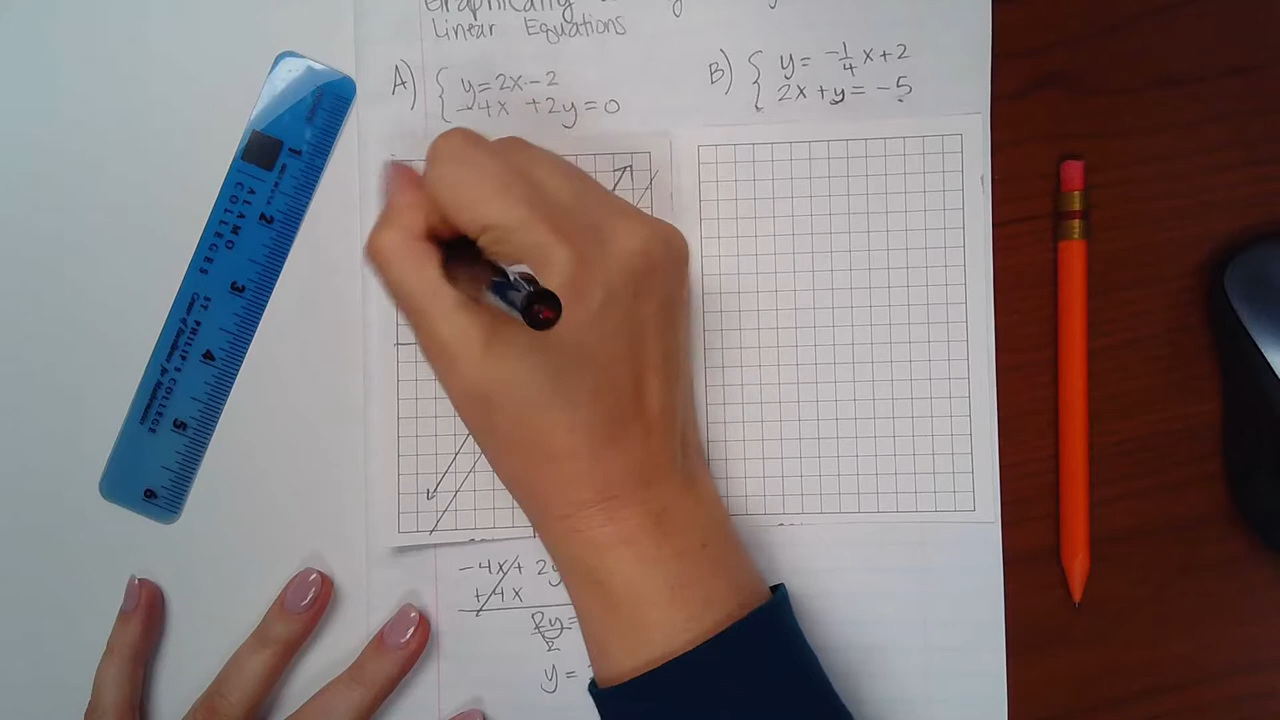 Graphically
Linear Equations
A) { y = 2x - 2
-4x + 2y = 0
B) { y = -1/4 x + 2
2x + y = -5
-4x + 2y
+ 4x
2y =
2
y =
1
2
3
4
5
6
ALAMO
COLLEGES
ST. PHILIP'S COLLEGE